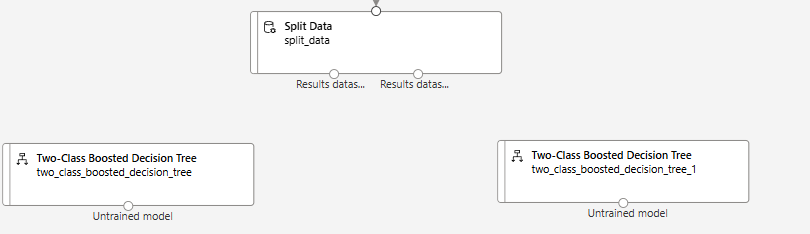 Split Data
split_data
Results datas... Results datas...
Two-Class Boosted Decision Tree
two_class_boosted_decision_tree
Untrained model
Two-Class Boosted Decision Tree
two_class_boosted_decision_tree_1
Untrained model